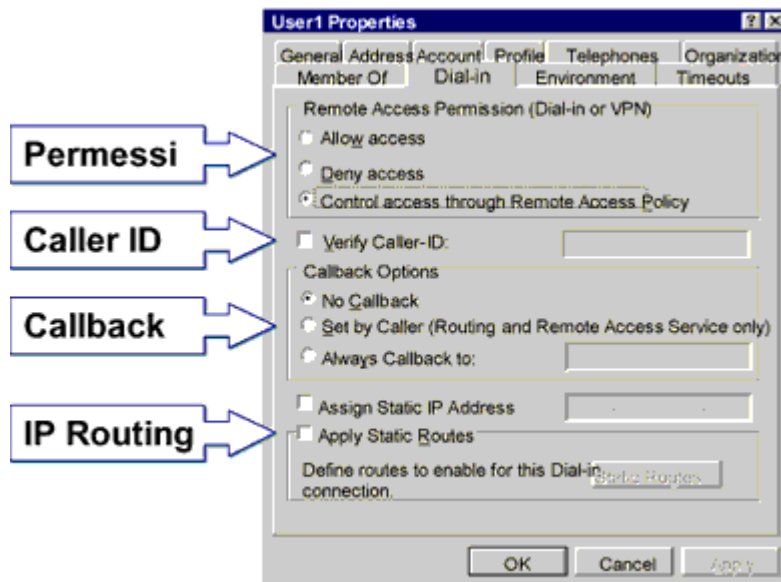 User1 Properties
General Address Account Profile Telephones Organization
Member Of Dial-in Environment Timeouts
Remote Access Permission (Dial-in or VPN)
Permessi
Allow access
Deny access
Control access through Remote Access Policy
Caller ID
Verify Caller-ID:
Callback Options
Callback
No Callback
Set by Caller (Routing and Remote Access Service only)
Always Callback to:
Assign Static IP Address
IP Routing
Apply Static Routes
Define routes to enable for this Dial-in
connection.
Static Routes
OK Cancel Apply